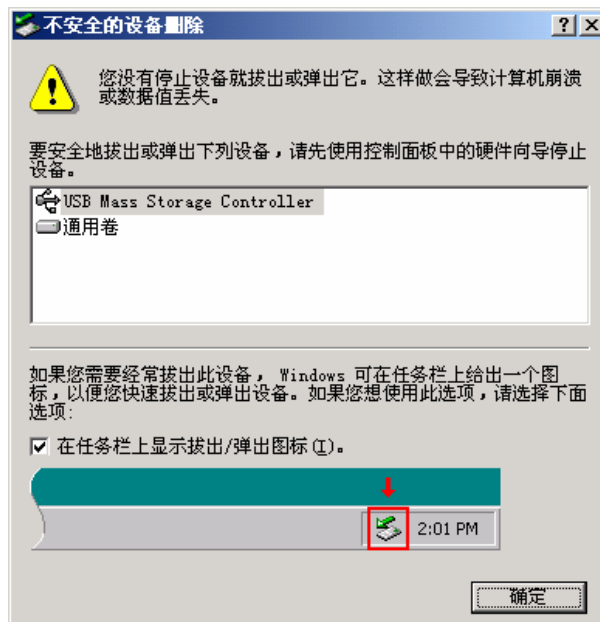 不安全的设备删除
您没有停止设备就拔出或弹出它。这样做会导致计算机崩溃
或数据值丢失。
要安全地拔出或弹出下列设备，请先使用控制面板中的硬件向导停止
设备。
USB Mass Storage Controller
通用卷
如果您需要经常拔出此设备， Windows 可在任务栏上给出一个图
标，以便您快速拔出或弹出设备。如果您想使用此选项，请选择下面
选项:
在任务栏上显示拔出/弹出图标(I)。
2:01 PM
确定